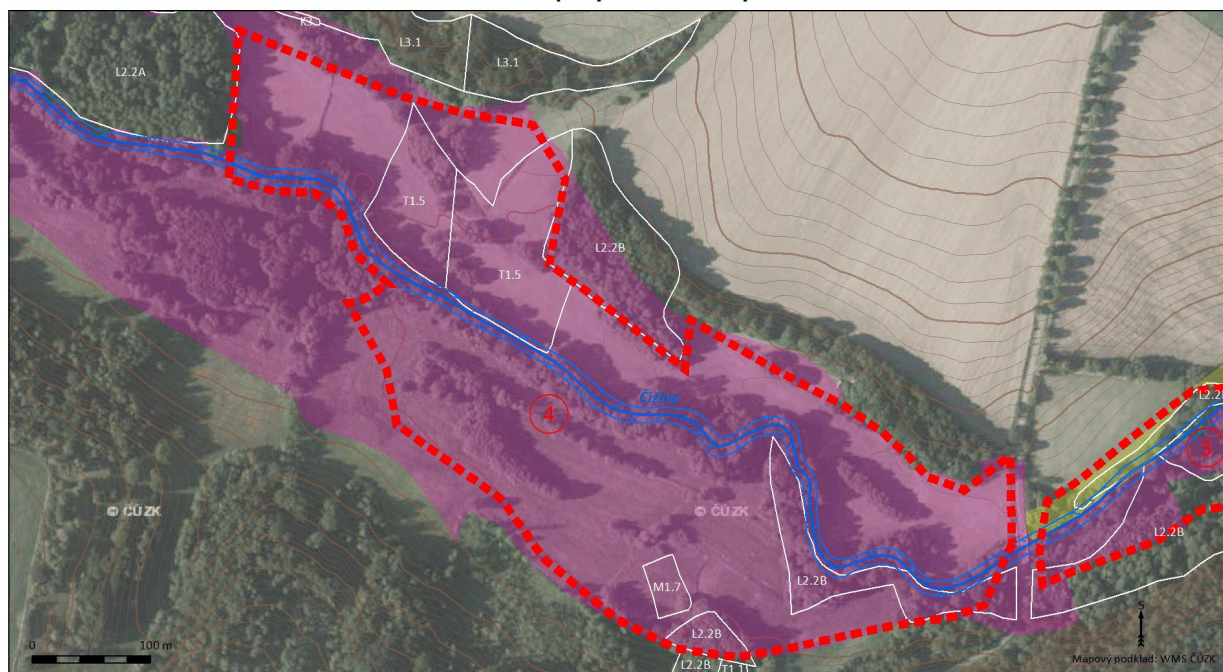 K3
L3.1
L3.1
L2.2A
T1.5
L2.2B
T1.5
4
L2.2B
3
© ČÚZK
© ČÚZK
L2.2B
M1.7
L2.2B
L2.2B
L2.2B
0 100 m
S
Mapový podklad: WMS ČÚZK